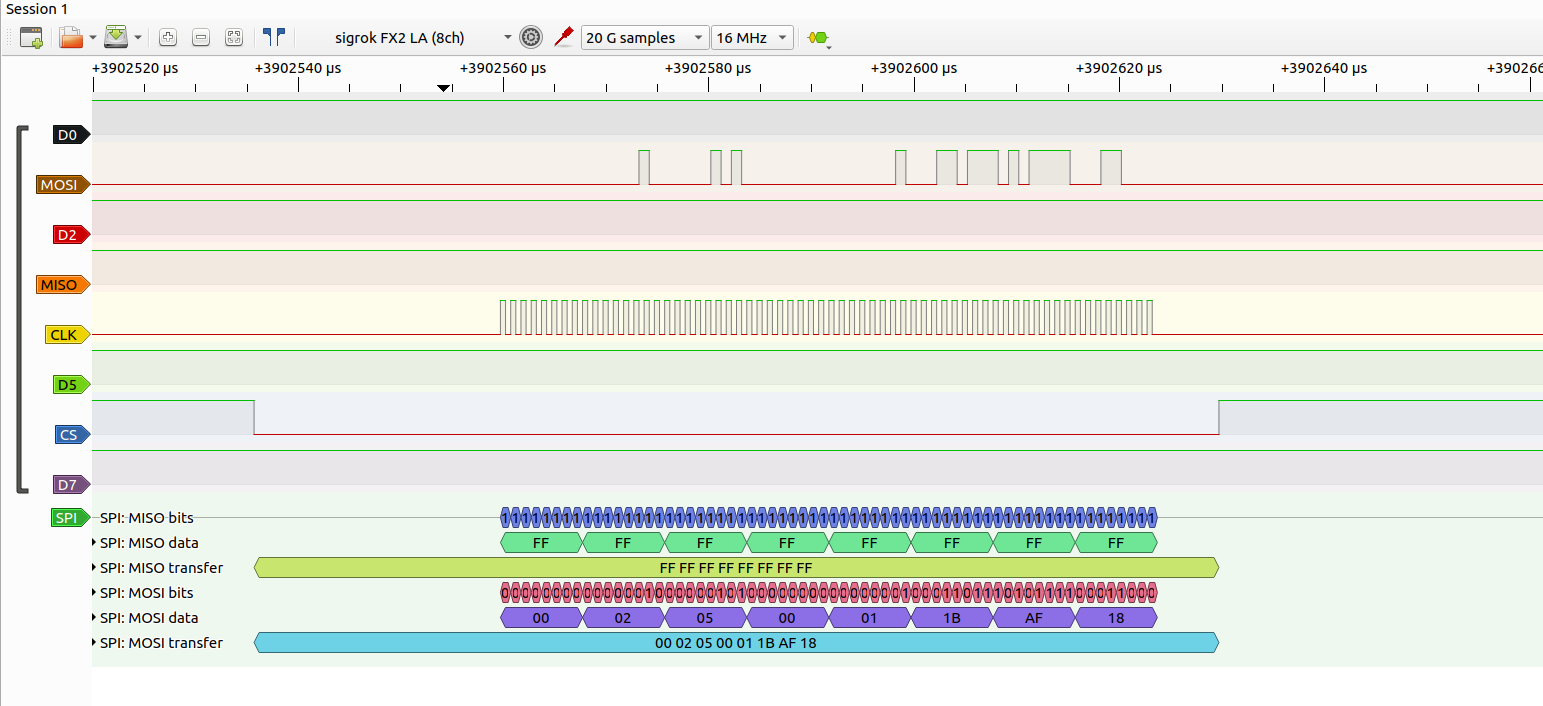 Session 1
sigrok FX2 LA (8ch) 20 G samples 16 MHz
+3902520 µs +3902540 µs +3902560 µs +3902580 µs +3902600 µs +3902620 µs +3902640 µs +390266
D0
MOSI
D2
MISO
CLK
D5
CS
D7
SPI SPI: MISO bits 1111111111111111111111111111111111111111111111111111111111111111
SPI: MISO data FF FF FF FF FF FF FF FF
SPI: MISO transfer FF FF FF FF FF FF FF FF
SPI: MOSI bits 0000000000000010000001010000000000000001000110111010111100011000
SPI: MOSI data 00 02 05 00 01 1B AF 18
SPI: MOSI transfer 00 02 05 00 01 1B AF 18